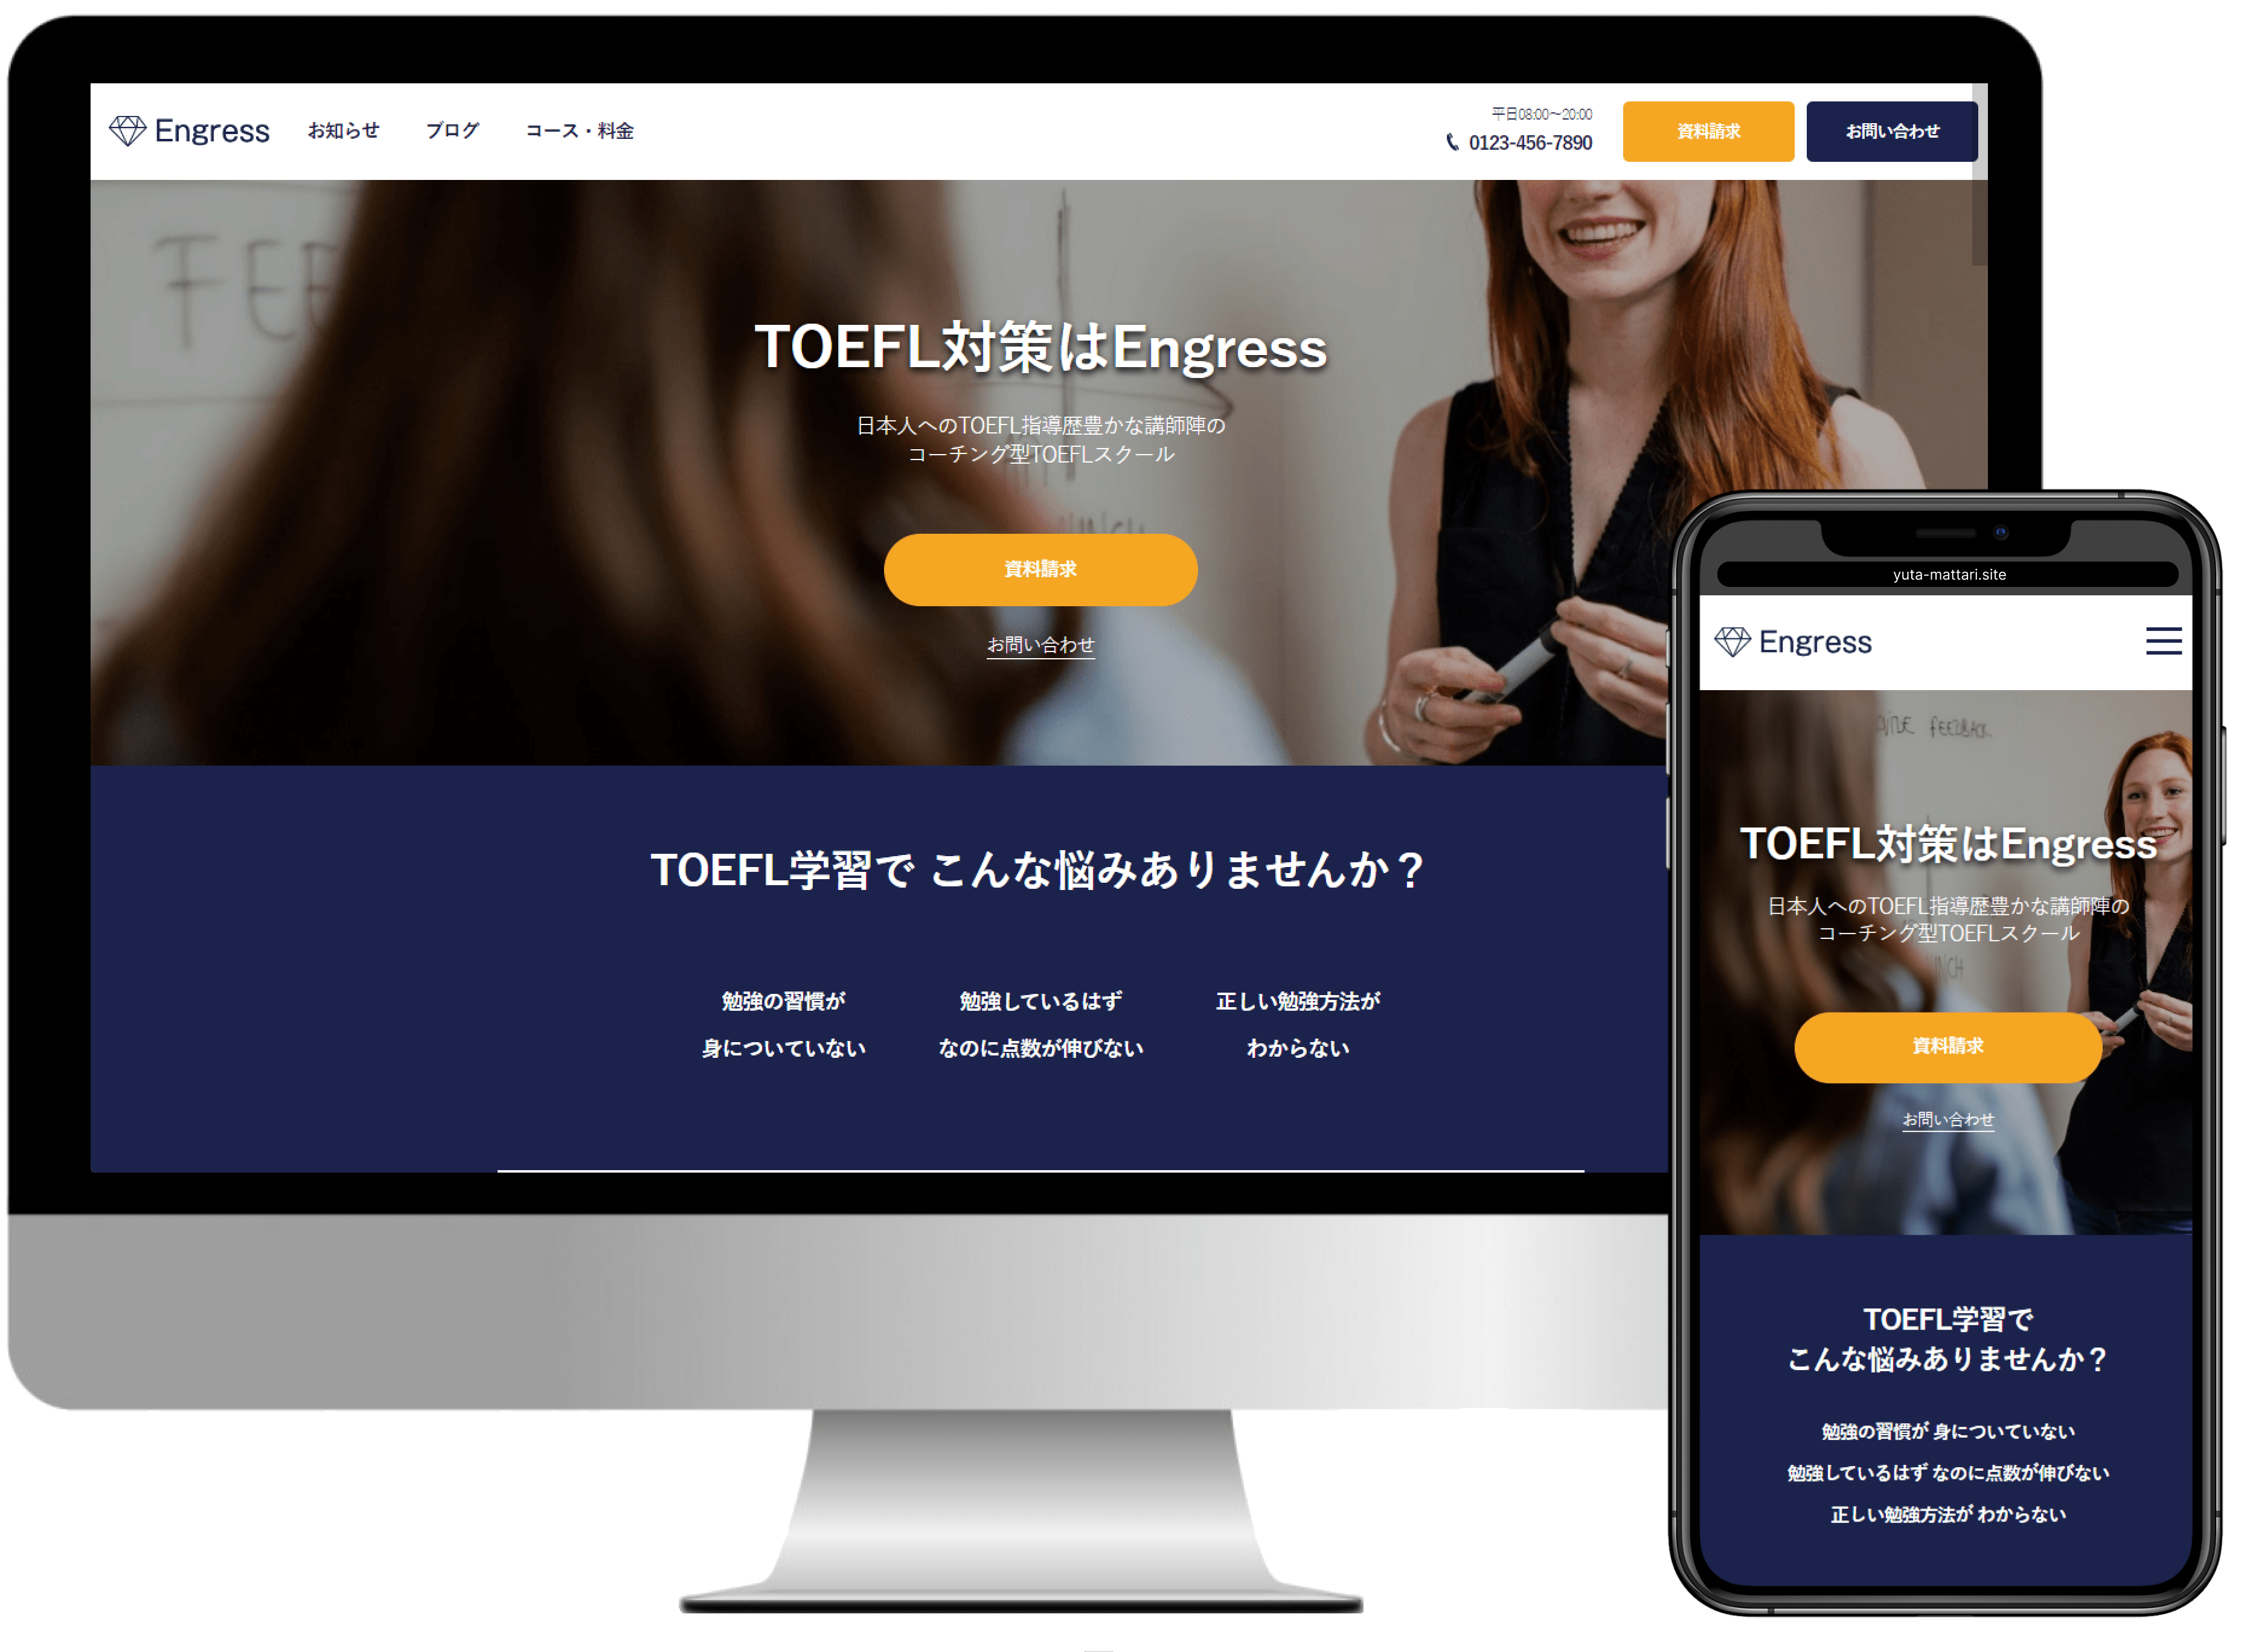 Engress
お知らせ
ブログ
コース・料金
平日08:00〜20:00
0123-456-7890
資料請求
お問い合わせ
TOEFL対策はEngress
日本人へのTOEFL指導歴豊かな講師陣の
コーチング型TOEFLスクール
資料請求
お問い合わせ
TOEFL学習で こんな悩みありませんか？
勉強の習慣が
身についていない
勉強しているはず
なのに点数が伸びない
正しい勉強方法が
わからない
yuta-mattari.site
Engress
FEEDBACK
TOEFL対策はEngress
日本人へのTOEFL指導歴豊かな講師陣の
コーチング型TOEFLスクール
資料請求
お問い合わせ
TOEFL学習で
こんな悩みありませんか？
勉強の習慣が 身についていない
勉強しているはず なのに点数が伸びない
正しい勉強方法が わからない